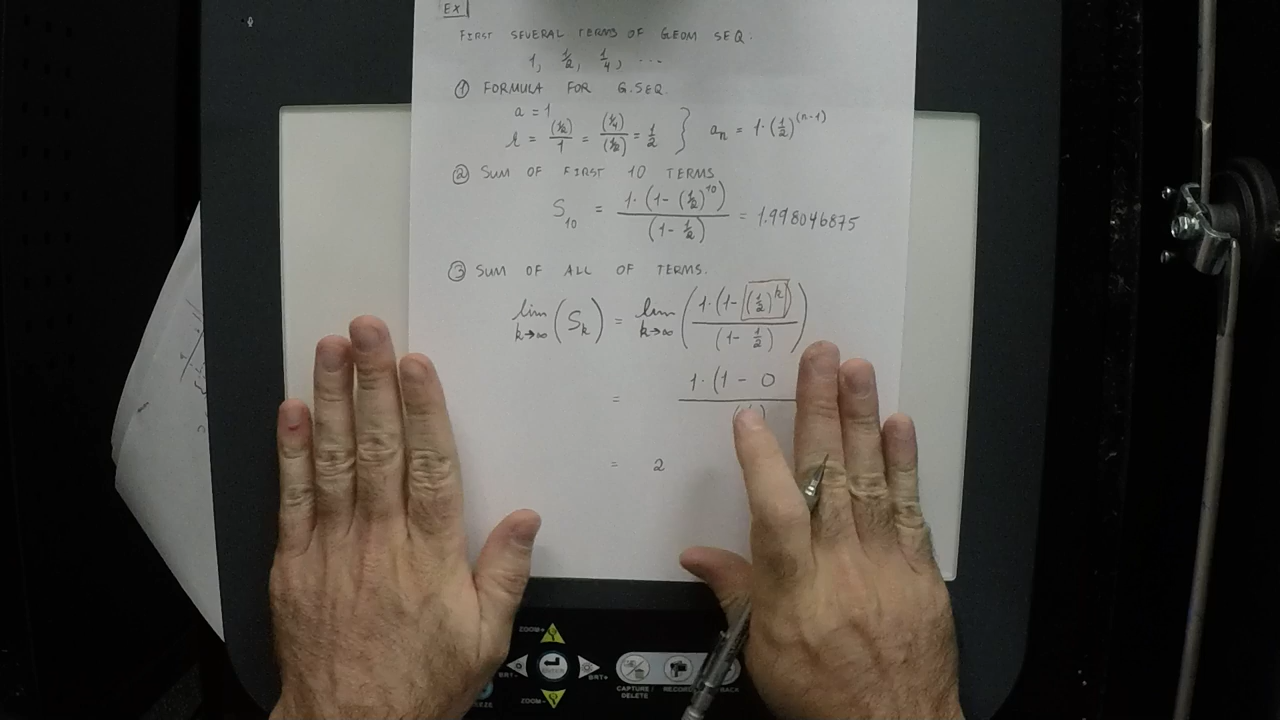 EX
FIRST SEVERAL TERMS OF GEOM SEQ.
1, 1/2, 1/4, ...
① FORMULA FOR G.SEQ.
a = 1
r = (1/2)/1 = (1/4)/(1/2) = 1/2 } aₙ = 1·(1/2)^(n-1)
② SUM OF FIRST 10 TERMS
S₁₀ = 1·(1-(1/2)^10)/(1-1/2) = 1.998046875
③ SUM OF ALL OF TERMS.
lim k→∞ (Sₖ) = lim k→∞ (1·(1-(1/2)^k)/(1-1/2))
= 1·(1-0
= 2
ZOOM+
BRT-
BRT+
ZOOM-
CAPTURE/
DELETE